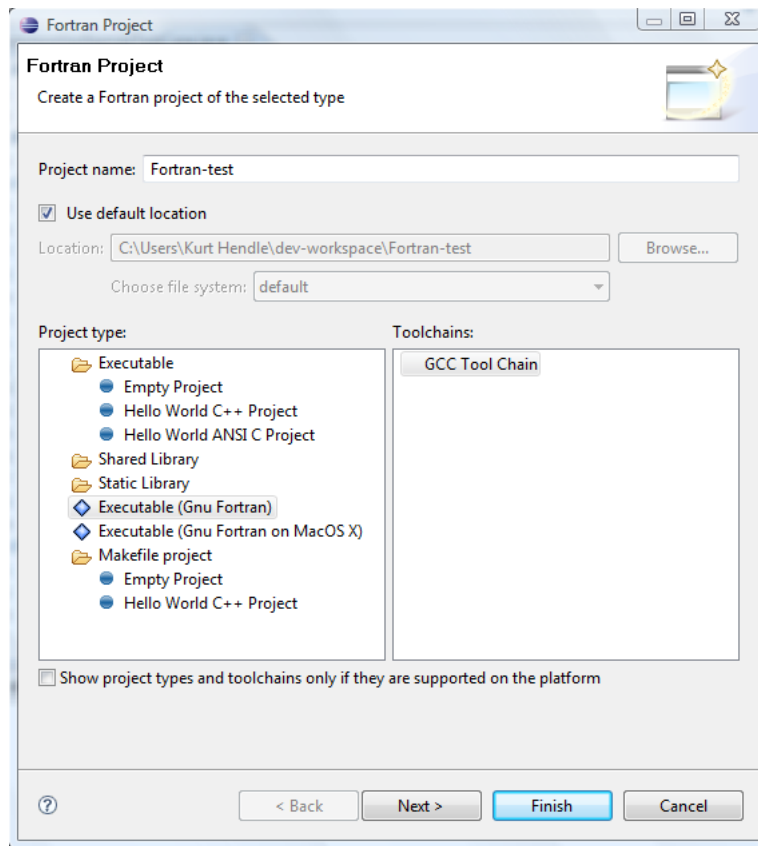 Fortran Project
Fortran Project
Create a Fortran project of the selected type
Project name: Fortran-test
Use default location
Location: C:\Users\Kurt Hendle\dev-workspace\Fortran-test Browse...
Choose file system: default
Project type: Toolchains:
Executable GCC Tool Chain
Empty Project
Hello World C++ Project
Hello World ANSI C Project
Shared Library
Static Library
Executable (Gnu Fortran)
Executable (Gnu Fortran on MacOS X)
Makefile project
Empty Project
Hello World C++ Project
Show project types and toolchains only if they are supported on the platform
? < Back Next > Finish Cancel